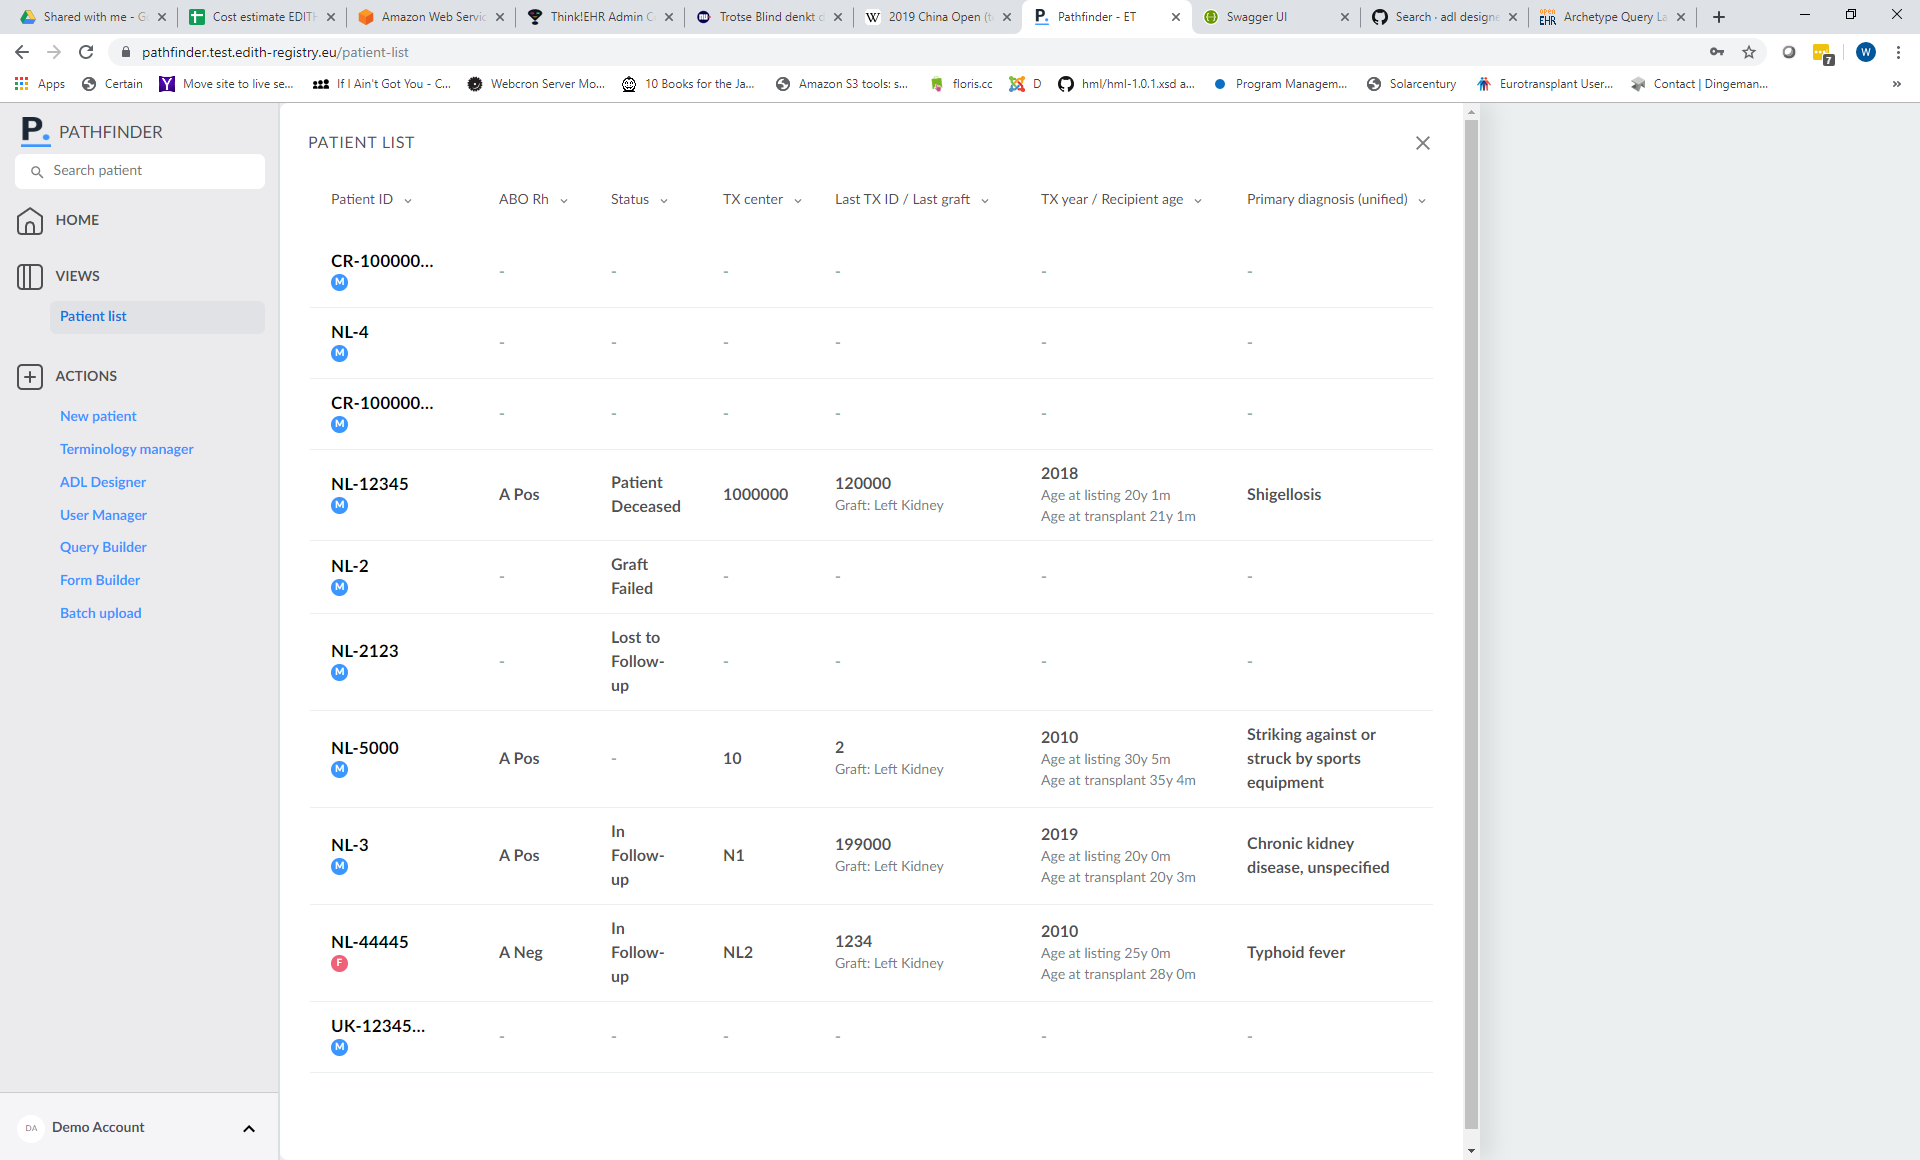 Shared with me - G
Cost estimate EDITH
Amazon Web Servic
Think!EHR Admin C
Trotse Blind denkt d
2019 China Open (t
Pathfinder - ET
Swagger UI
Search · adl designe
openEHR
Archetype Query La
pathfinder.test.edith-registry.eu/patient-list
7
W
Apps
Certain
Move site to live se...
If I Ain't Got You - C...
Webcron Server Mo...
10 Books for the Ja...
Amazon S3 tools: s...
floris.cc
D
hml/hml-1.0.1.xsd a...
Program Managem...
Solarcentury
Eurotransplant User...
Contact | Dingeman...
»
P. PATHFINDER
Search patient
HOME
VIEWS
Patient list
ACTIONS
New patient
Terminology manager
ADL Designer
User Manager
Query Builder
Form Builder
Batch upload
DA Demo Account
PATIENT LIST
Patient ID ABO Rh Status TX center Last TX ID / Last graft TX year / Recipient age Primary diagnosis (unified)
CR-100000...
M
- - - - - -
NL-4
M
- - - - - -
CR-100000...
M
- - - - - -
NL-12345
M
A Pos
Patient
Deceased
1000000
120000
Graft: Left Kidney
2018
Age at listing 20y 1m
Age at transplant 21y 1m
Shigellosis
NL-2
M
-
Graft
Failed
- - - -
NL-2123
M
-
Lost to
Follow-
up
- - - -
NL-5000
M
A Pos
-
10
2
Graft: Left Kidney
2010
Age at listing 30y 5m
Age at transplant 35y 4m
Striking against or
struck by sports
equipment
NL-3
M
A Pos
In
Follow-
up
N1
199000
Graft: Left Kidney
2019
Age at listing 20y 0m
Age at transplant 20y 3m
Chronic kidney
disease, unspecified
NL-44445
F
A Neg
In
Follow-
up
NL2
1234
Graft: Left Kidney
2010
Age at listing 25y 0m
Age at transplant 28y 0m
Typhoid fever
UK-12345...
M
- - - - - -